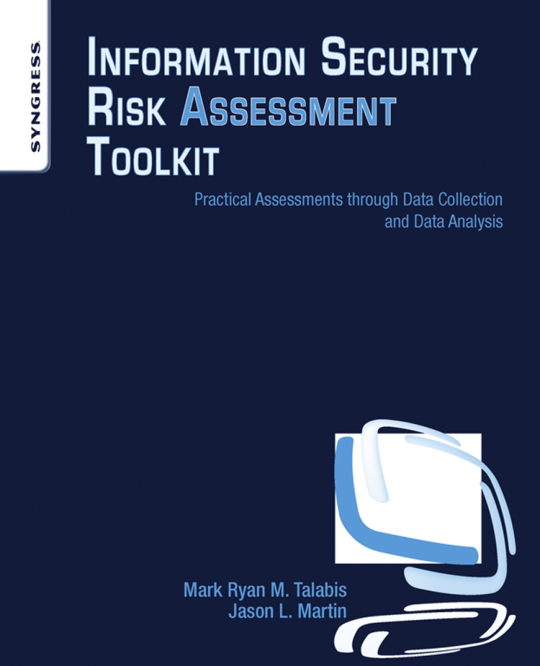 SYNGRESS
INFORMATION SECURITY
RISK ASSESSMENT
TOOLKIT
Practical Assessments through Data Collection
and Data Analysis
Mark Ryan M. Talabis
Jason L. Martin